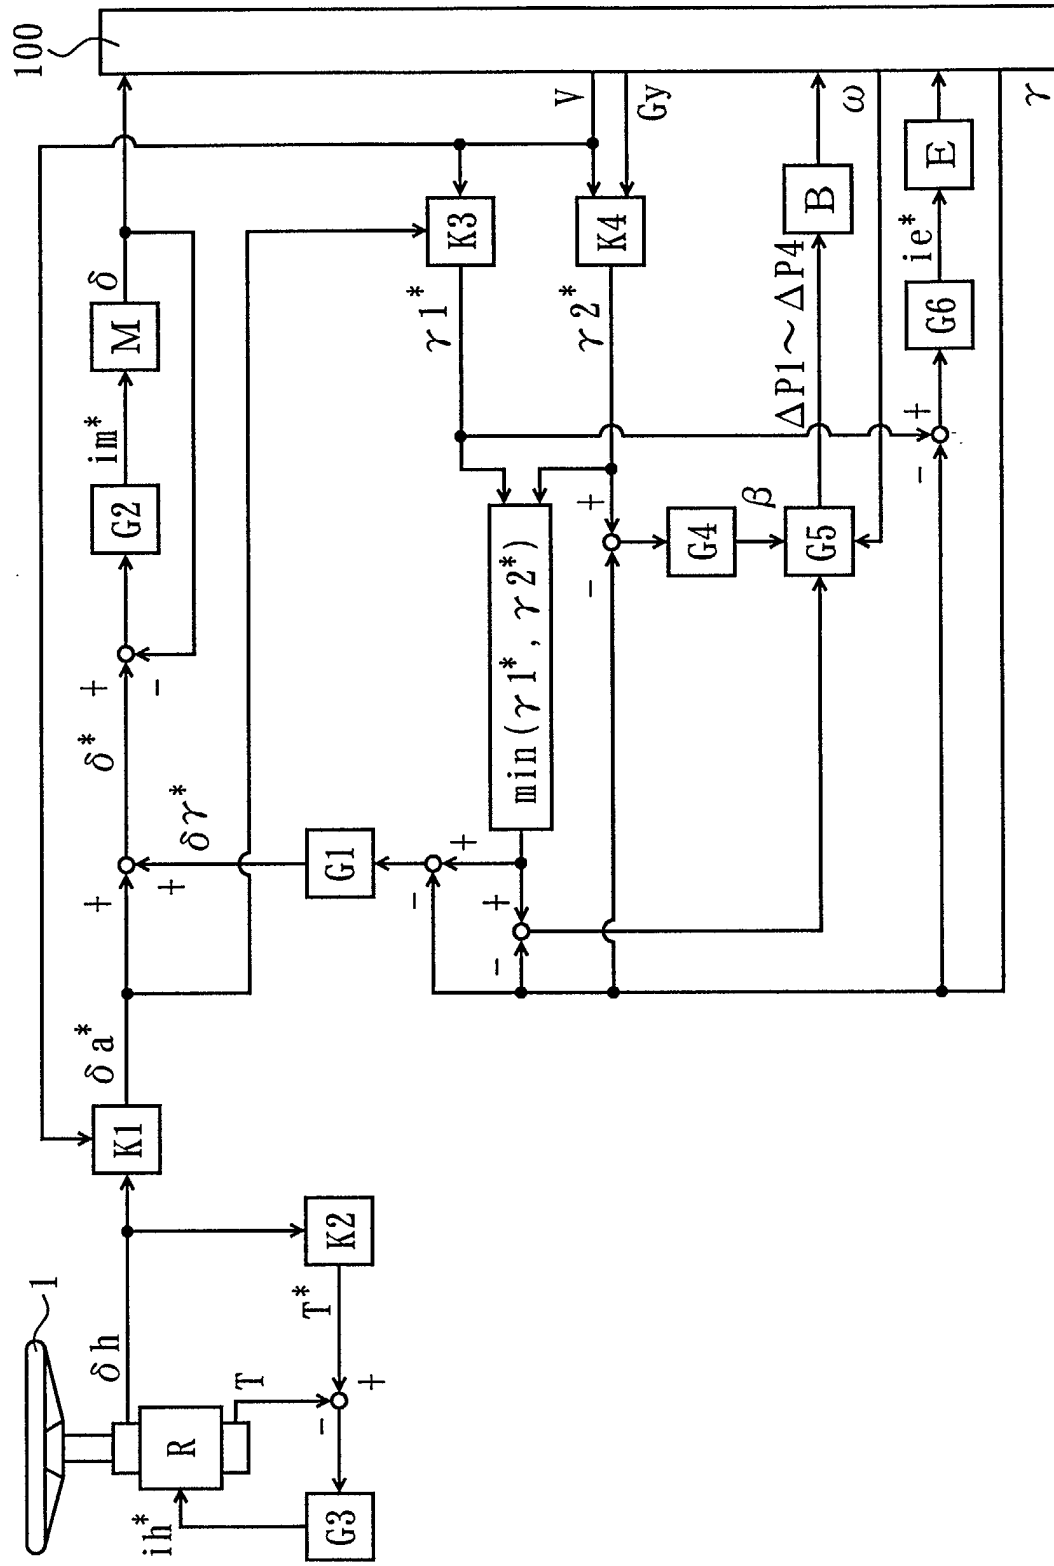 1
R
ih*
δh
T
G3
T*
+
-
K2
K1
δa*
+
δ*
+
-
δγ*
+
G2
im*
M
δ
100
G1
-
+
+
-
min(γ1*, γ2*)
γ1*
K3
γ2*
K4
V
Gy
+
-
G4
β
G5
ΔP1~ΔP4
B
ω
+
-
G6
ie*
E
γ